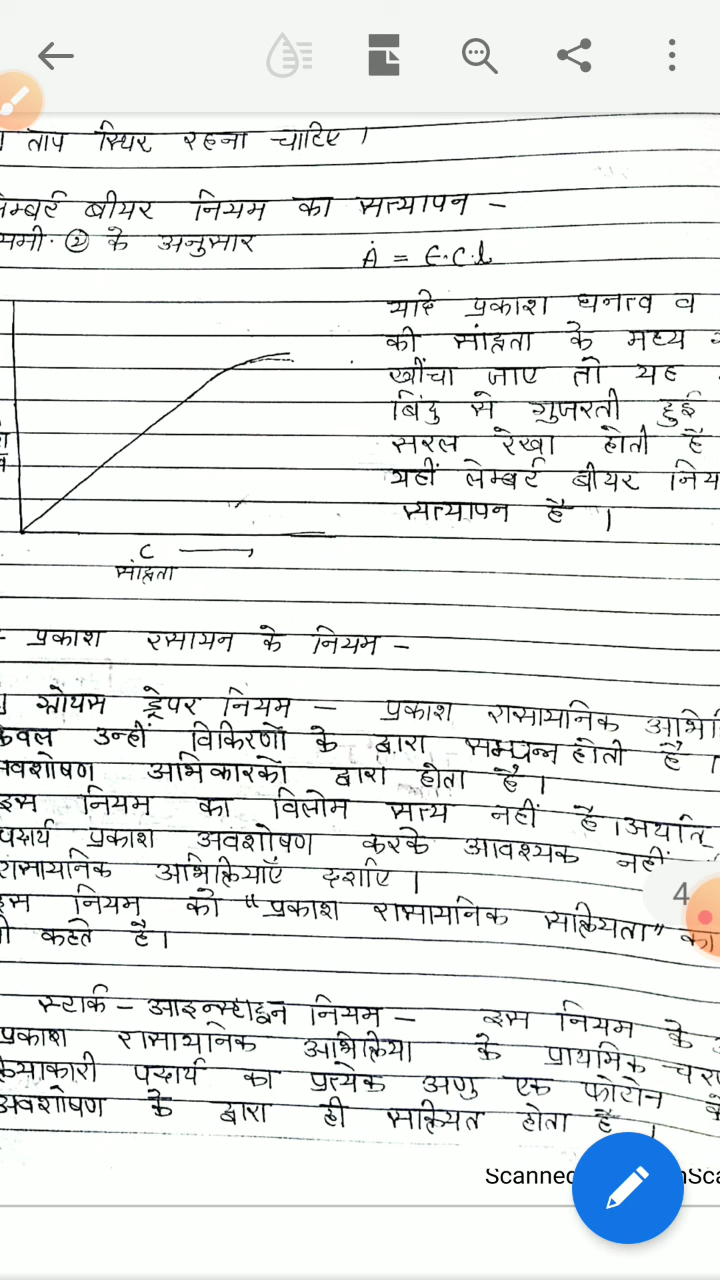 ताप स्थिर रहना चाहिए।
लेम्बर्ट बीयर नियम का सत्यापन –
समी. ② के अनुसार A = ε.C.l
यदि प्रकाश घनत्व व
की सांद्रता के मध्य
खींचा जाए तो यह
बिंदु से गुजरती हुई
सरल रेखा होती है
यही लेम्बर्ट बीयर निय
सत्यापन है ।
C
सांद्रता
- प्रकाश रसायन के नियम –
ग्रोथस ड्रेपर नियम – प्रकाश रासायनिक अभि
केवल उन्हीं विकिरणों के द्वारा सम्पन्न होती है ।
अवशोषण अभिकारकों द्वारा होता है।
इस नियम का विलोम सत्य नहीं है।अर्थात्
पदार्थ प्रकाश अवशोषण करके आवश्यक नहीं
रासायनिक अभिक्रियाएँ दर्शाए।
इस नियम को "प्रकाश रासायनिक सक्रियता" का
भी कहते है।
4
स्टार्क – आइन्स्टाइन नियम – इस नियम के
प्रकाश रासायनिक अभिक्रिया के प्राथमिक चर
क्रियाकारी पदार्थ का प्रत्येक अणु एक फोटोन के
अवशोषण के द्वारा ही सक्रियित होता है ।
Scanned